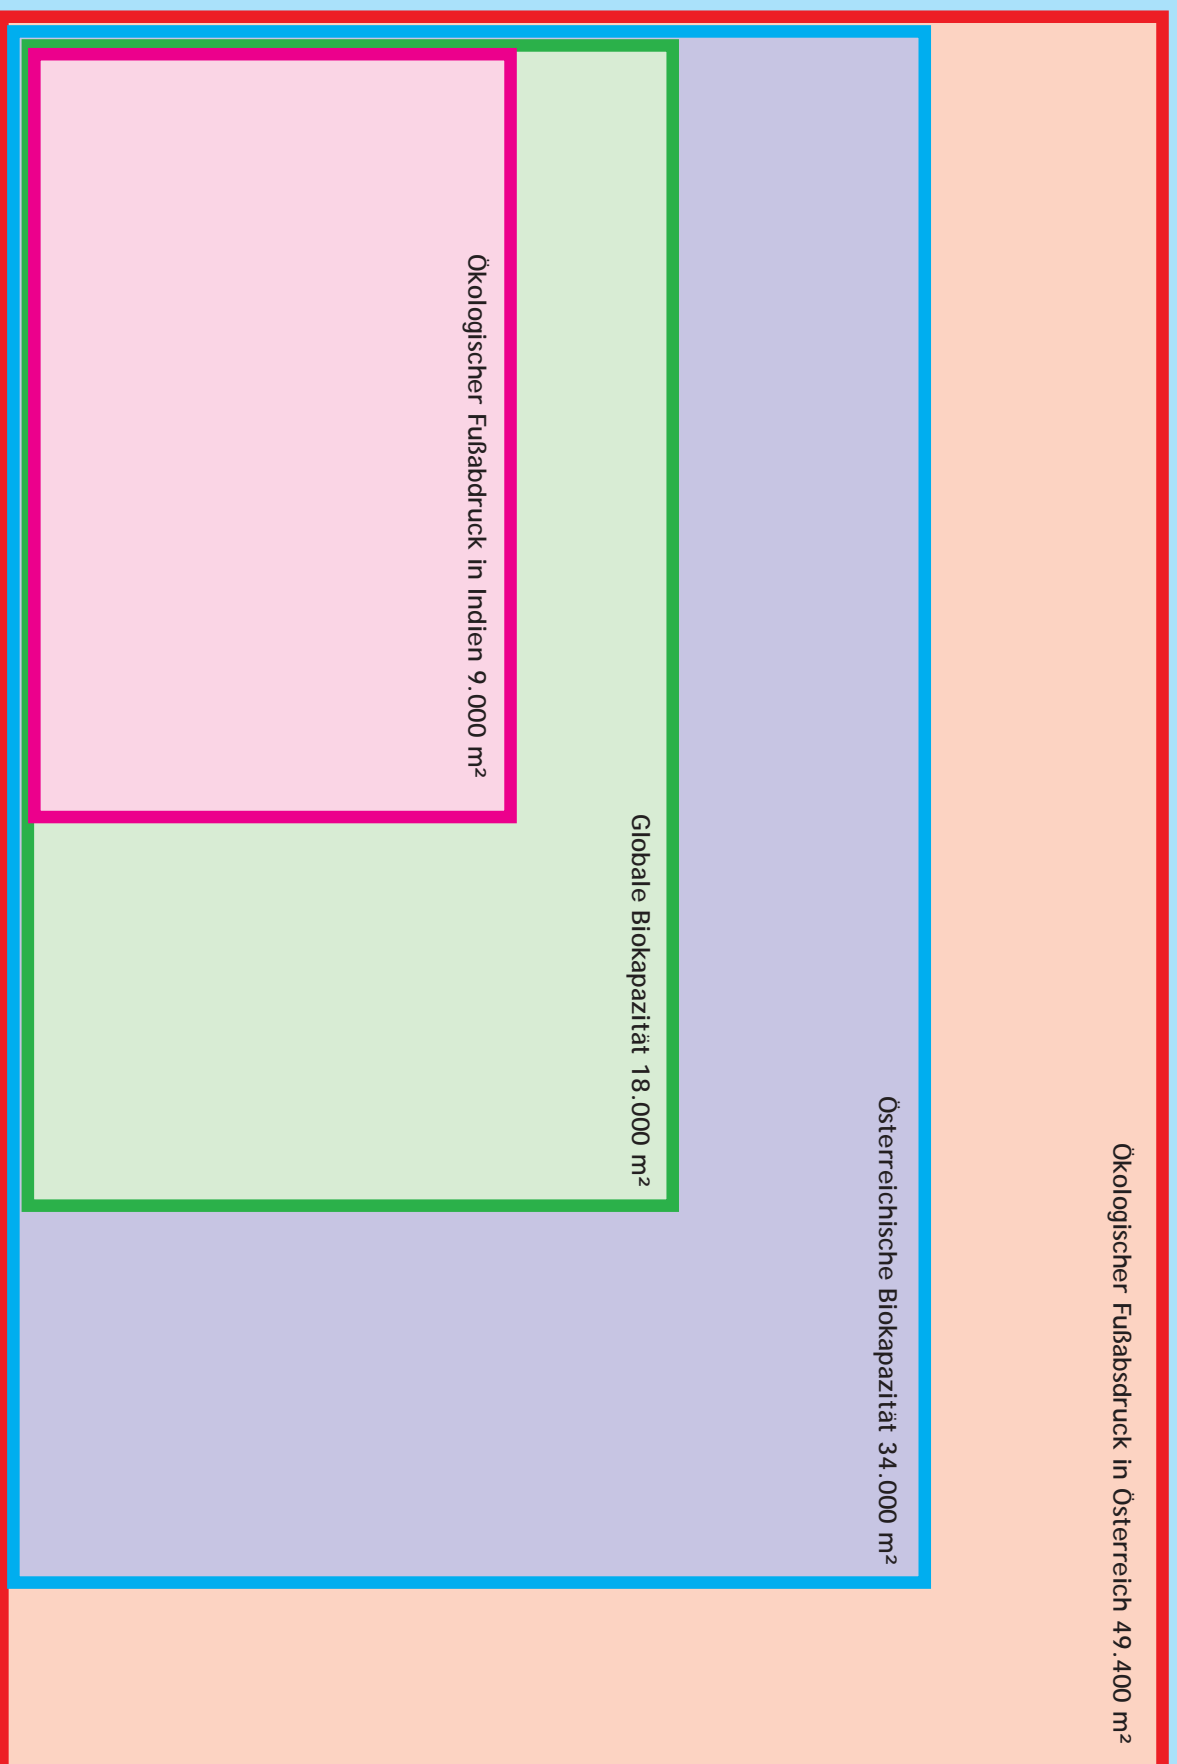 Ökologischer Fußabdruck in Indien 9.000 m²
Globale Biokapazität 18.000 m²
Österreichische Biokapazität 34.000 m²
Ökologischer Fußabsdruck in Österreich 49.400 m²